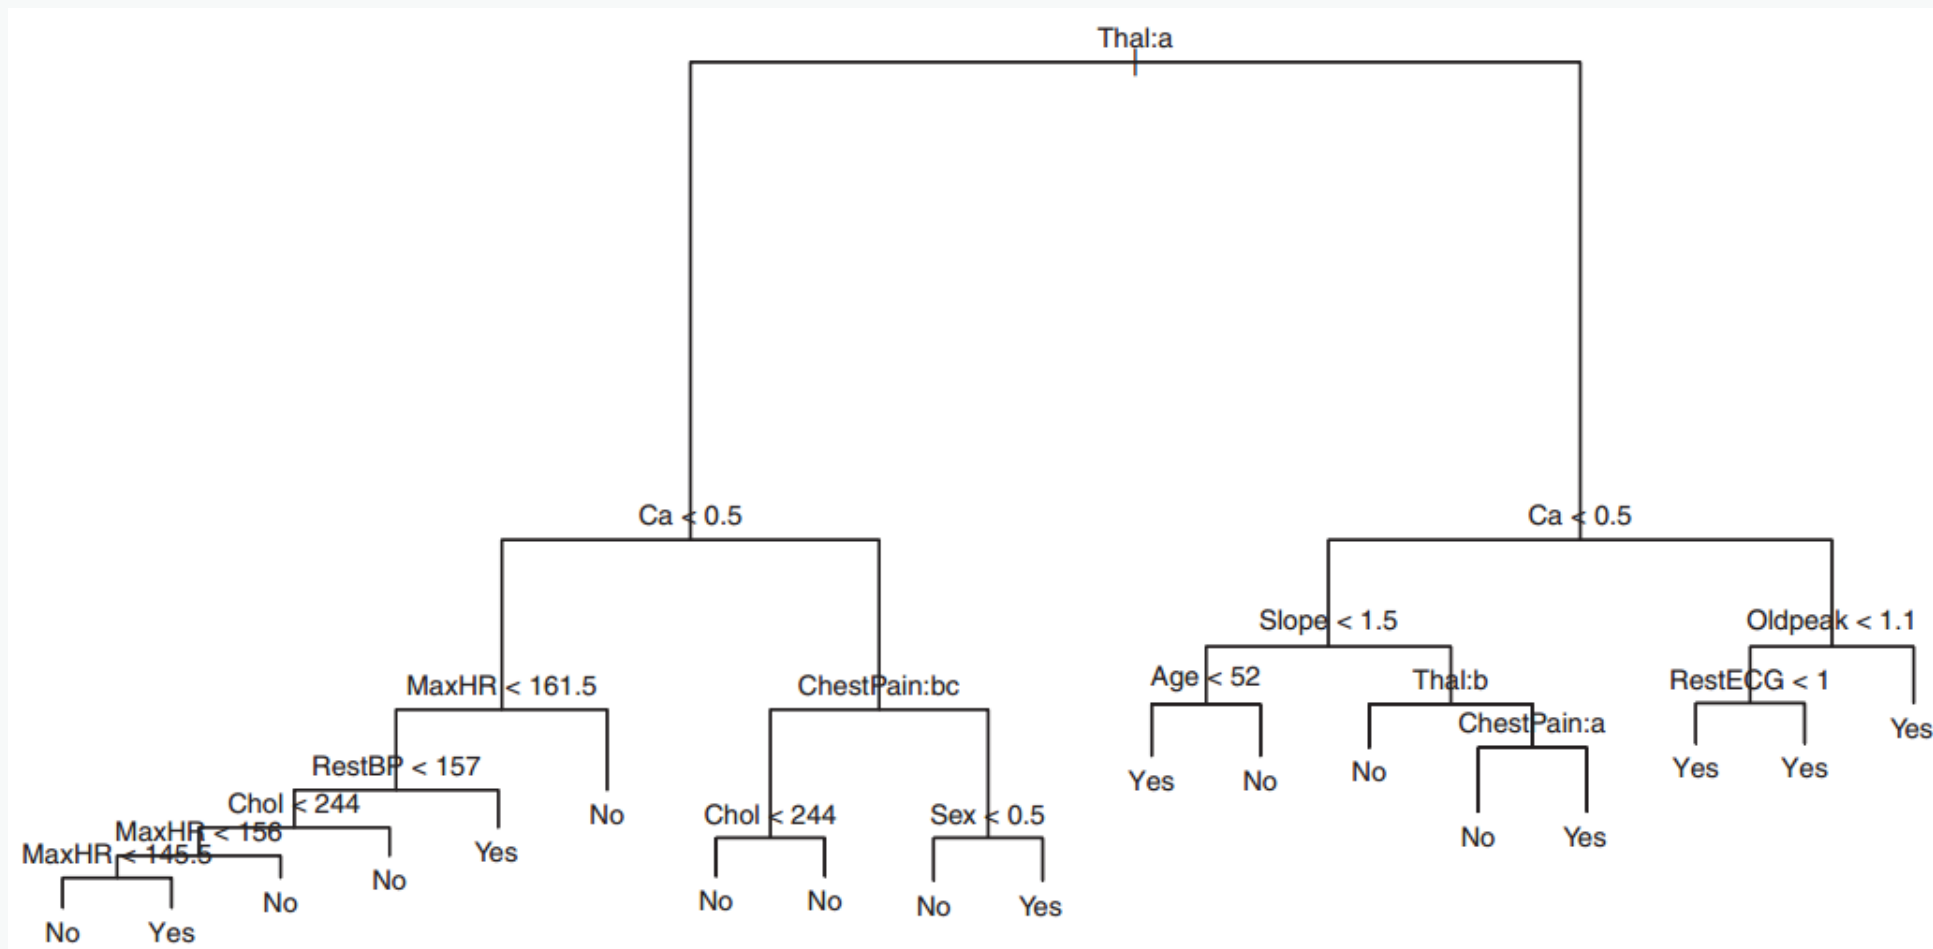 Thal:a
Ca < 0.5
Ca < 0.5
Slope < 1.5
Oldpeak < 1.1
MaxHR < 161.5
ChestPain:bc
Age < 52
Thal:b
RestECG < 1
ChestPain:a
Yes
RestBP < 157
Yes
No
No
Yes
Yes
Chol < 244
No
Chol < 244
Sex < 0.5
No
Yes
MaxHR < 156
MaxHR < 145.5
Yes
No
No
No
No
No
Yes
No
Yes